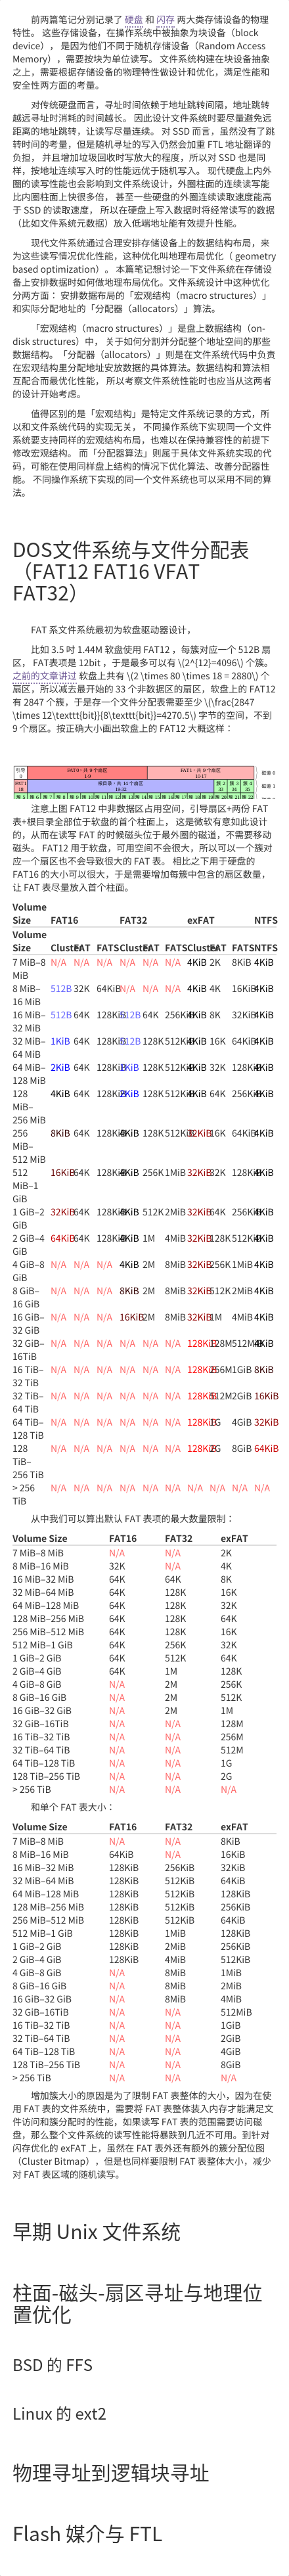 前两篇笔记分别记录了 硬盘 和 闪存 两大类存储设备的物理
特性。 这些存储设备,在操作系统中被抽象为块设备（block
device）, 是因为们不同于随机存储设备（Random Access
Memory）,需要按块为单位读写。 文件系统构建在块设备抽象
之上,需要根据存储设备的物理特性做设计和优化,满足性能和
安全性两方面的考量。
对传统硬盘而言，寻址时间依赖于地址跳转间隔，地址跳转
越远寻址时消耗的时间越长。 因此设计文件系统时要尽量避免远
距离的地址跳转，让读写尽量连续。 对 SSD 而言，虽然没有了跳
转时间的考量，但是随机寻址的写入仍然会加重 FTL 地址翻译的
负担， 并且增加垃圾回收时写放大的程度，所以对 SSD 也是同
样，按地址连续写入时的性能远优于随机写入。 现代硬盘上内外
圈的读写性能也会影响到文件系统设计，外圈柱面的连续读写能
比内圈柱面上快很多倍， 甚至一些硬盘的外圈连续读取速度能高
于 SSD 的读取速度， 所以在硬盘上写入数据时将经常读写的数据
（比如文件系统元数据）放入低端地址能有效提升性能。
现代文件系统通过合理安排存储设备上的数据结构布局，来
为这些读写情况优化性能，这种优化叫地理布局优化（ geometry
based optimization）。 本篇笔记想讨论一下文件系统在存储设
备上安排数据时如何做地理布局优化。文件系统设计中这种优化
分两方面： 安排数据布局的「宏观结构（macro structures）」
和实际分配地址的「分配器（allocators）」算法。
「宏观结构（macro structures）」是盘上数据结构（on-
disk structures）中， 关于如何分割并分配整个地址空间的那些
数据结构。「分配器（allocators）」则是在文件系统代码中负责
在宏观结构里分配地址安放数据的具体算法。数据结构和算法相
互配合而最优化性能， 所以考察文件系统性能时也应当从这两者
的设计开始考虑。
值得区别的是「宏观结构」是特定文件系统记录的方式，所
以和文件系统代码的实现无关， 不同操作系统下实现同一个文件
系统要支持同样的宏观结构布局，也难以在保持兼容性的前提下
修改宏观结构。 而「分配器算法」则属于具体文件系统实现的代
码，可能在使用同样盘上结构的情况下优化算法、改善分配器性
能。 不同操作系统下实现的同一个文件系统也可以采用不同的算
法。
DOS文件系统与文件分配表
（FAT12 FAT16 VFAT
FAT32）
FAT 系文件系统最初为软盘驱动器设计，
比如 3.5 吋 1.44M 软盘使用 FAT12 ，每簇对应一个 512B 扇
区， FAT表项是 12bit ，于是最多可以有 \(2^{12}=4096\) 个簇。
之前的文章讲过 软盘上共有 \(2 \times 80 \times 18 = 2880\) 个
扇区，所以减去最开始的 33 个非数据区的扇区，软盘上的 FAT12
有 2847 个簇，于是存一个文件分配表需要至少 \(\frac{2847
\times 12\texttt{bit}}{8\texttt{bit}}=4270.5\) 字节的空间，不到
9 个扇区。按正确大小画出软盘上的 FAT12 大概这样：
注意上图 FAT12 中非数据区占用空间，引导扇区+两份 FAT
表+根目录全部位于软盘的首个柱面上， 这是微软有意如此设计
的，从而在读写 FAT 的时候磁头位于最外圈的道道，不需要移动
磁头。 FAT12 用于软盘，可用空间不会很大，所以可以一个簇对
应一个扇区也不会导致很大的 FAT 表。 相比之下用于硬盘的
FAT16 的大小可以很大，于是需要增加每簇中包含的扇区数量，
让 FAT 表尽量放入首个柱面。
Volume
Size FAT16 FAT32 exFAT NTFS
Volume
Size Cluster FAT FATS Cluster FAT FATS Cluster FAT FATS NTFS
7 MiB–8
MiB N/A N/A N/A N/A N/A N/A 4KiB 2K 8KiB 4KiB
8 MiB–
16 MiB 512B 32K 64KiB N/A N/A N/A 4KiB 4K 16KiB 4KiB
16 MiB–
32 MiB 512B 64K 128KiB 512B 64K 256KiB 4KiB 8K 32KiB 4KiB
32 MiB–
64 MiB 1KiB 64K 128KiB 512B 128K 512KiB 4KiB 16K 64KiB 4KiB
64 MiB–
128 MiB 2KiB 64K 128KiB 1KiB 128K 512KiB 4KiB 32K 128KiB 4KiB
128
MiB–
256 MiB 4KiB 64K 128KiB 2KiB 128K 512KiB 4KiB 64K 256KiB 4KiB
256
MiB–
512 MiB 8KiB 64K 128KiB 4KiB 128K 512KiB 32KiB 16K 64KiB 4KiB
512
MiB–1
GiB 16KiB 64K 128KiB 4KiB 256K 1MiB 32KiB 32K 128KiB 4KiB
1 GiB–2
GiB 32KiB 64K 128KiB 4KiB 512K 2MiB 32KiB 64K 256KiB 4KiB
2 GiB–4
GiB 64KiB 64K 128KiB 4KiB 1M 4MiB 32KiB 128K 512KiB 4KiB
4 GiB–8
GiB N/A N/A N/A 4KiB 2M 8MiB 32KiB 256K 1MiB 4KiB
8 GiB–
16 GiB N/A N/A N/A 8KiB 2M 8MiB 32KiB 512K 2MiB 4KiB
16 GiB–
32 GiB N/A N/A N/A 16KiB 2M 8MiB 32KiB 1M 4MiB 4KiB
32 GiB–
16TiB N/A N/A N/A N/A N/A N/A 128KiB 128M 512MiB 4KiB
16 TiB–
32 TiB N/A N/A N/A N/A N/A N/A 128KiB 256M 1GiB 8KiB
32 TiB–
64 TiB N/A N/A N/A N/A N/A N/A 128KiB 512M 2GiB 16KiB
64 TiB–
128 TiB N/A N/A N/A N/A N/A N/A 128KiB 1G 4GiB 32KiB
128
TiB–
256 TiB N/A N/A N/A N/A N/A N/A 128KiB 2G 8GiB 64KiB
> 256
TiB N/A N/A N/A N/A N/A N/A N/A N/A N/A N/A
从中我们可以算出默认 FAT 表项的最大数量限制：
Volume Size FAT16 FAT32 exFAT
7 MiB–8 MiB N/A N/A 2K
8 MiB–16 MiB 32K N/A 4K
16 MiB–32 MiB 64K 64K 8K
32 MiB–64 MiB 64K 128K 16K
64 MiB–128 MiB 64K 128K 32K
128 MiB–256 MiB 64K 128K 64K
256 MiB–512 MiB 64K 128K 16K
512 MiB–1 GiB 64K 256K 32K
1 GiB–2 GiB 64K 512K 64K
2 GiB–4 GiB 64K 1M 128K
4 GiB–8 GiB N/A 2M 256K
8 GiB–16 GiB N/A 2M 512K
16 GiB–32 GiB N/A 2M 1M
32 GiB–16TiB N/A N/A 128M
16 TiB–32 TiB N/A N/A 256M
32 TiB–64 TiB N/A N/A 512M
64 TiB–128 TiB N/A N/A 1G
128 TiB–256 TiB N/A N/A 2G
> 256 TiB N/A N/A N/A
和单个 FAT 表大小：
Volume Size FAT16 FAT32 exFAT
7 MiB–8 MiB N/A N/A 8KiB
8 MiB–16 MiB 64KiB N/A 16KiB
16 MiB–32 MiB 128KiB 256KiB 32KiB
32 MiB–64 MiB 128KiB 512KiB 64KiB
64 MiB–128 MiB 128KiB 512KiB 128KiB
128 MiB–256 MiB 128KiB 512KiB 256KiB
256 MiB–512 MiB 128KiB 512KiB 64KiB
512 MiB–1 GiB 128KiB 1MiB 128KiB
1 GiB–2 GiB 128KiB 2MiB 256KiB
2 GiB–4 GiB 128KiB 4MiB 512KiB
4 GiB–8 GiB N/A 8MiB 1MiB
8 GiB–16 GiB N/A 8MiB 2MiB
16 GiB–32 GiB N/A 8MiB 4MiB
32 GiB–16TiB N/A N/A 512MiB
16 TiB–32 TiB N/A N/A 1GiB
32 TiB–64 TiB N/A N/A 2GiB
64 TiB–128 TiB N/A N/A 4GiB
128 TiB–256 TiB N/A N/A 8GiB
> 256 TiB N/A N/A N/A
增加簇大小的原因是为了限制 FAT 表整体的大小，因为在使
用 FAT 表的文件系统中，需要将 FAT 表整体装入内存才能满足文
件访问和簇分配时的性能，如果读写 FAT 表的范围需要访问磁
盘，那么整个文件系统的读写性能将暴跌到几近不可用。到针对
闪存优化的 exFAT 上，虽然在 FAT 表外还有额外的簇分配位图
（Cluster Bitmap），但是也同样要限制 FAT 表整体大小，减少
对 FAT 表区域的随机读写。
早期 Unix 文件系统
柱面-磁头-扇区寻址与地理位
置优化
BSD 的 FFS
Linux 的 ext2
物理寻址到逻辑块寻址
Flash 媒介与 FTL